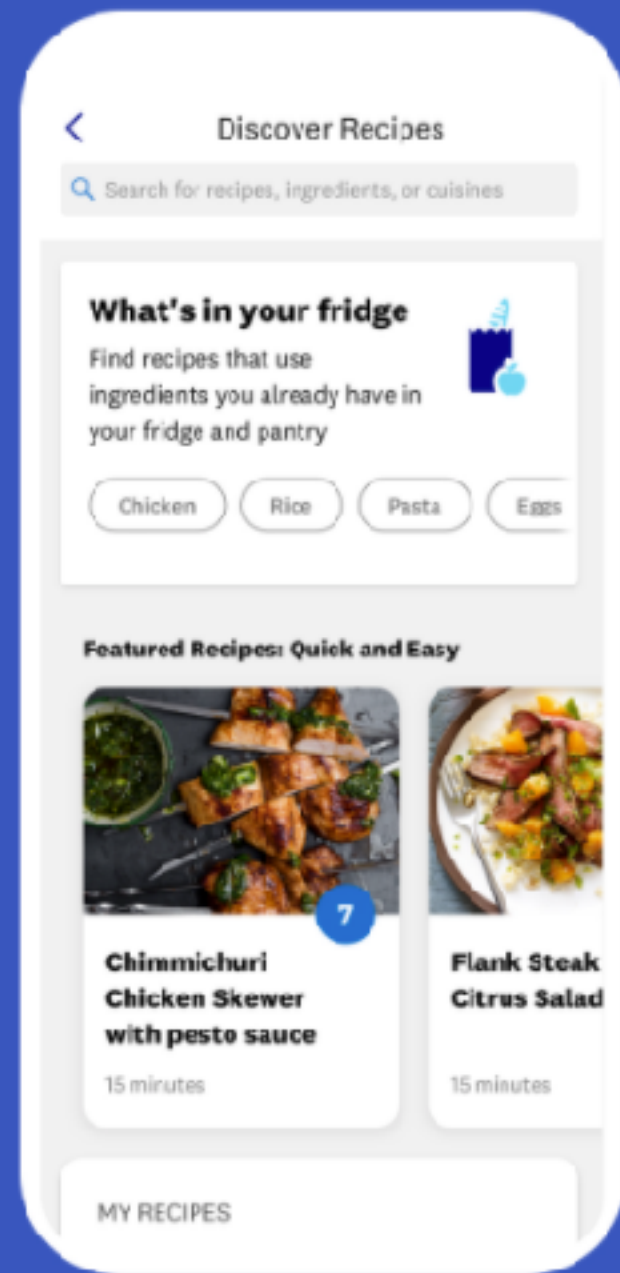 Discover Recipes
Search for recipes, ingredients, or cuisines
What's in your fridge
Find recipes that use
ingredients you already have in
your fridge and pantry
Chicken Rice Pasta Eggs
Featured Recipes: Quick and Easy
7
Chimmichuri
Chicken Skewer
with pesto sauce
15 minutes
Flank Steak
Citrus Salad
15 minutes
MY RECIPES